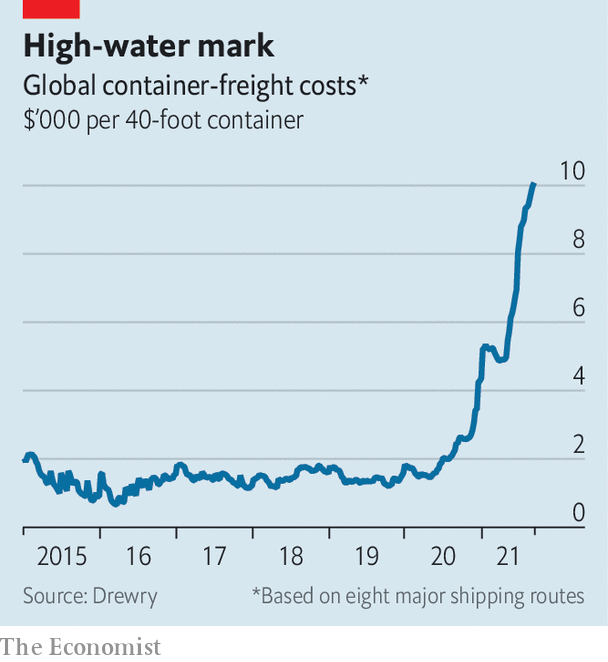 High-water mark
Global container-freight costs*
$’000 per 40-foot container
10
8
6
4
2
0
2015 16 17 18 19 20 21
Source: Drewry *Based on eight major shipping routes
The Economist